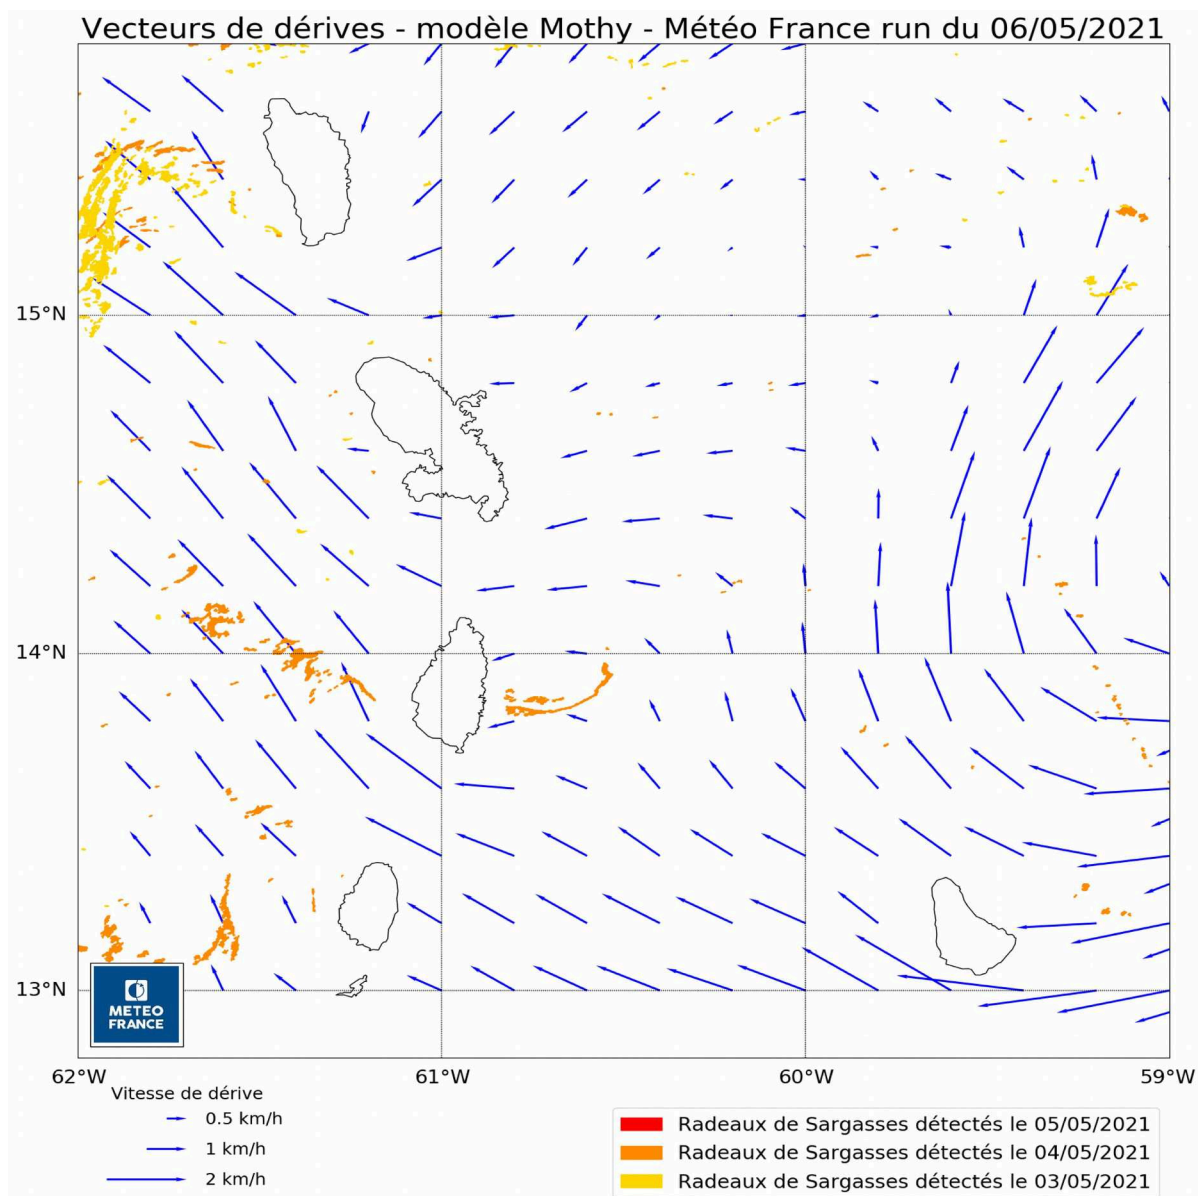 Vecteurs de dérives - modèle Mothy - Météo France run du 06/05/2021
15°N
14°N
13°N
METEO
FRANCE
62°W
61°W
60°W
59°W
Vitesse de dérive
0.5 km/h
1 km/h
2 km/h
Radeaux de Sargasses détectés le 05/05/2021
Radeaux de Sargasses détectés le 04/05/2021
Radeaux de Sargasses détectés le 03/05/2021